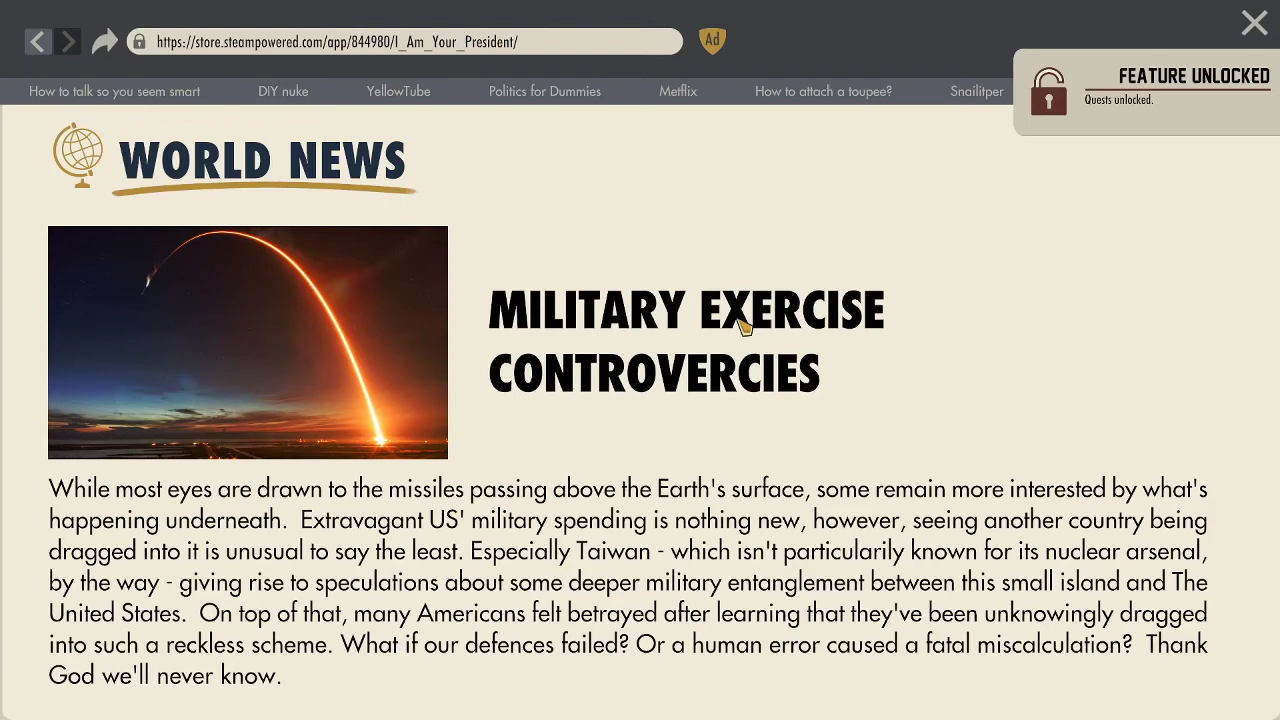 https://store.steampowered.com/app/844980/I_Am_Your_President/
Ad
How to talk so you seem smart
DIY nuke
YellowTube
Politics for Dummies
Metflix
How to attach a toupee?
Snailitper
FEATURE UNLOCKED
Quests unlocked.
WORLD NEWS
MILITARY EXERCISE
CONTROVERCIES
While most eyes are drawn to the missiles passing above the Earth's surface, some remain more interested by what's
happening underneath. Extravagant US' military spending is nothing new, however, seeing another country being
dragged into it is unusual to say the least. Especially Taiwan - which isn't particularily known for its nuclear arsenal,
by the way - giving rise to speculations about some deeper military entanglement between this small island and The
United States. On top of that, many Americans felt betrayed after learning that they've been unknowingly dragged
into such a reckless scheme. What if our defences failed? Or a human error caused a fatal miscalculation? Thank
God we'll never know.